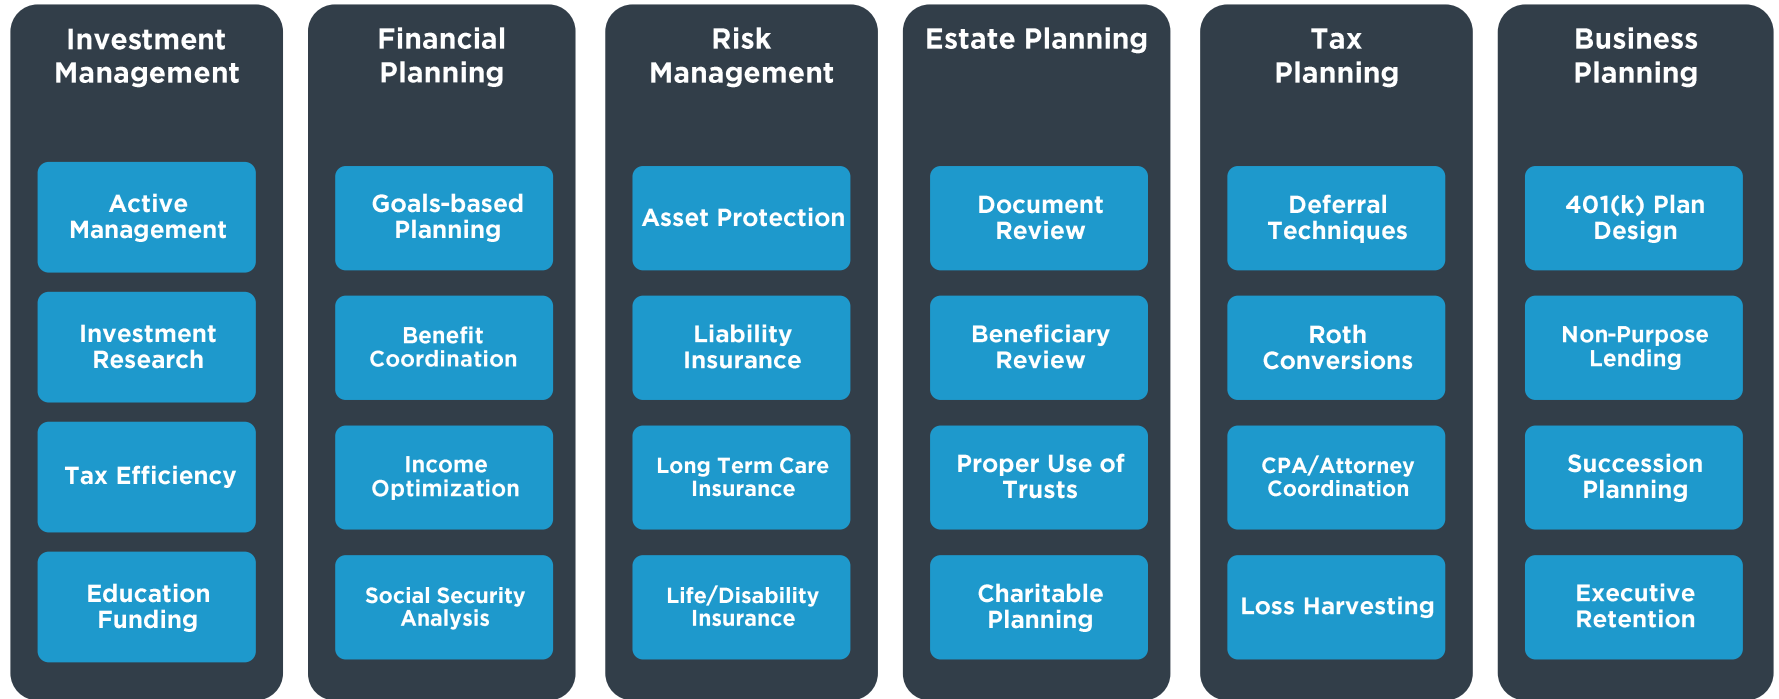 Investment
Management
Active
Management
Investment
Research
Tax Efficiency
Education
Funding
Financial
Planning
Goals-based
Planning
Benefit
Coordination
Income
Optimization
Social Security
Analysis
Risk
Management
Asset Protection
Liability
Insurance
Long Term Care
Insurance
Life/Disability
Insurance
Estate Planning
Document
Review
Beneficiary
Review
Proper Use of
Trusts
Charitable
Planning
Tax
Planning
Deferral
Techniques
Roth
Conversions
CPA/Attorney
Coordination
Loss Harvesting
Business
Planning
401(k) Plan
Design
Non-Purpose
Lending
Succession
Planning
Executive
Retention